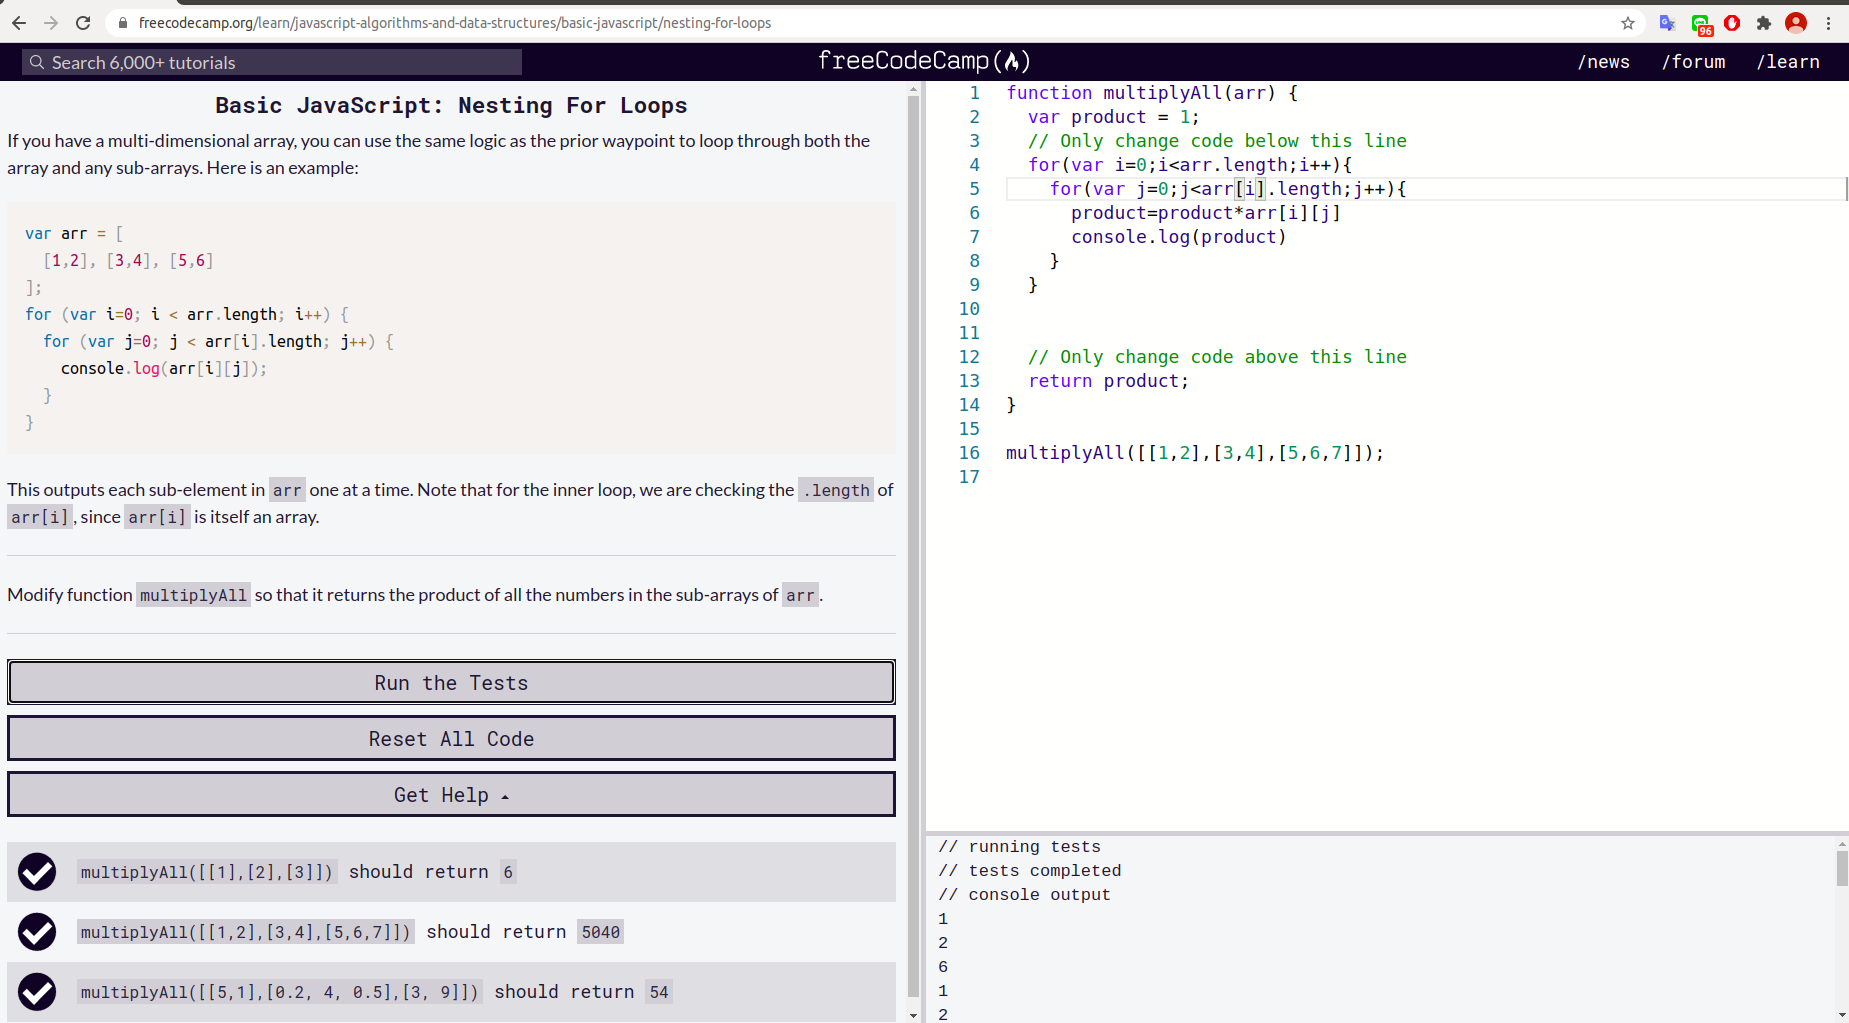 freecodecamp.org/learn/javascript-algorithms-and-data-structures/basic-javascript/nesting-for-loops
96
Search 6,000+ tutorials
freeCodeCamp
/news
/forum
/learn
Basic JavaScript: Nesting For Loops
If you have a multi-dimensional array, you can use the same logic as the prior waypoint to loop through both the
array and any sub-arrays. Here is an example:
var arr = [
[1,2], [3,4], [5,6]
];
for (var i=0; i < arr.length; i++) {
for (var j=0; j < arr[i].length; j++) {
console.log(arr[i][j]);
}
}
This outputs each sub-element in arr one at a time. Note that for the inner loop, we are checking the .length of
arr[i], since arr[i] is itself an array.
Modify function multiplyAll so that it returns the product of all the numbers in the sub-arrays of arr.
Run the Tests
Reset All Code
Get Help
multiplyAll([[1],[2],[3]]) should return 6
multiplyAll([[1,2],[3,4],[5,6,7]]) should return 5040
multiplyAll([[5,1],[0.2, 4, 0.5],[3, 9]]) should return 54
1 function multiplyAll(arr) {
2 var product = 1;
3 // Only change code below this line
4 for(var i=0;i<arr.length;i++){
5 for(var j=0;j<arr[i].length;j++){
6 product=product*arr[i][j]
7 console.log(product)
8 }
9 }
10
11
12 // Only change code above this line
13 return product;
14 }
15
16 multiplyAll([[1,2],[3,4],[5,6,7]]);
17
// running tests
// tests completed
// console output
1
2
6
1
2